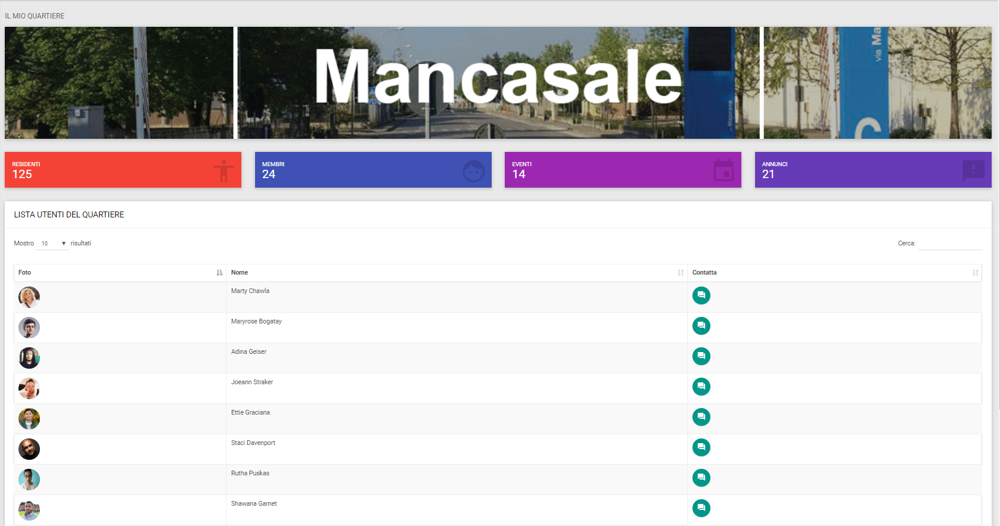 IL MIO QUARTIERE
Mancasale
via Ma
C
RESIDENTI
125
MEMBRI
24
EVENTI
14
ANNUNCI
21
LISTA UTENTI DEL QUARTIERE
Mostro 10 risultati
Cerca:
Foto Nome Contatta
Marty Chawla
Maryrose Bogatay
Adina Geiser
Joeann Straker
Ettie Graciana
Staci Davenport
Rutha Puskas
Shawana Garnet